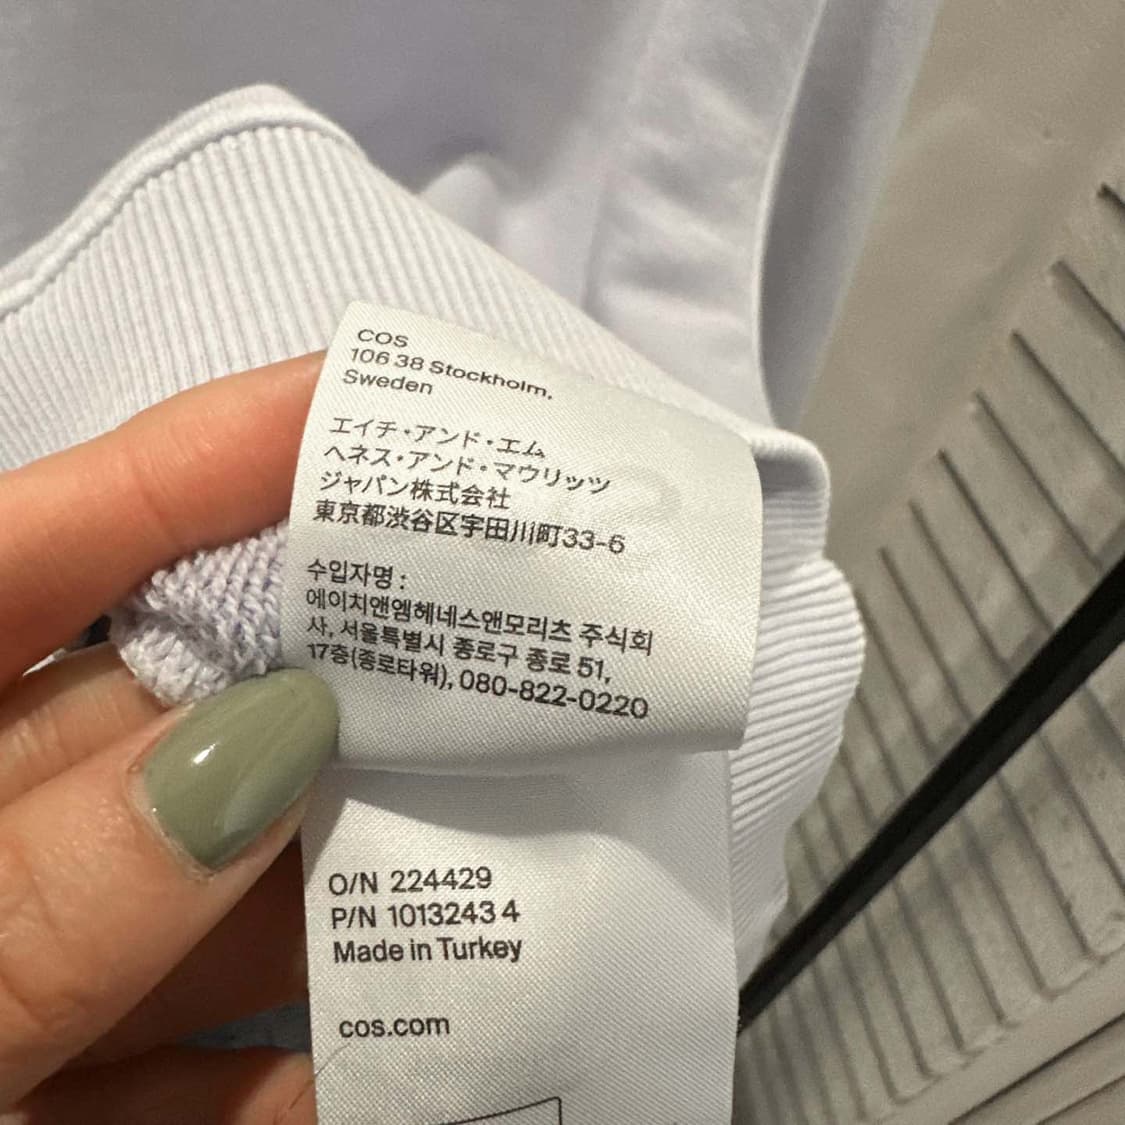 COS
106 38 Stockholm,
Sweden
エイチ・アンド・エム
ヘネス・アンド・マウリッツ
ジャパン株式会社
東京都渋谷区宇田川町33-6
수입자명 :
에이치앤엠헤네스앤모리츠 주식회
사, 서울특별시 종로구 종로 51,
17층(종로타워), 080-822-0220
O/N 224429
P/N 1013243 4
Made in Turkey
cos.com